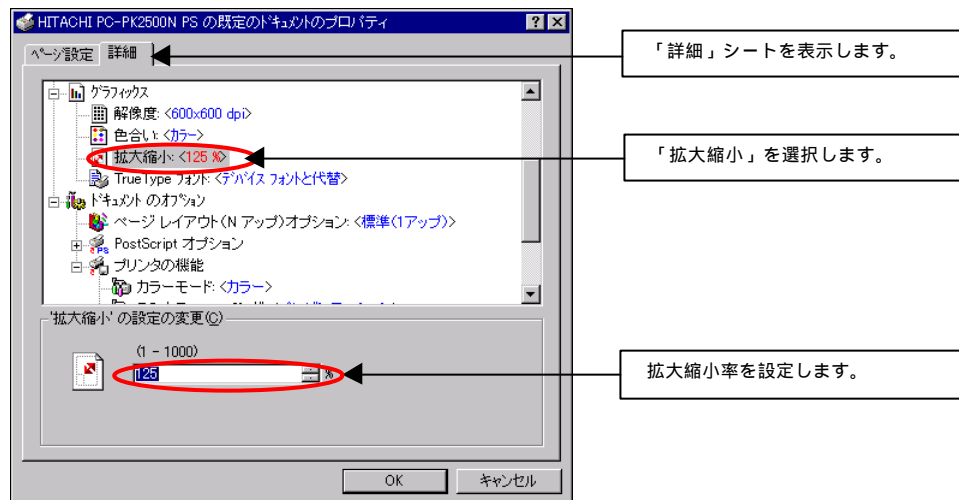 HITACHI PC-PK2500N PS の既定のドキュメントのプロパティ
ページ設定 詳細
「詳細」シートを表示します。
グラフィックス
解像度: <600x600 dpi>
色合い: <カラー>
拡大縮小: <125 %>
「拡大縮小」を選択します。
TrueType フォント: <デバイス フォントと代替>
ドキュメント のオプション
ページ レイアウト(N アップ)オプション: <標準(1アップ)>
PostScript オプション
プリンタの機能
カラーモード: <カラー>
'拡大縮小' の設定の変更(C)
(1 - 1000)
125 %
拡大縮小率を設定します。
OK キャンセル